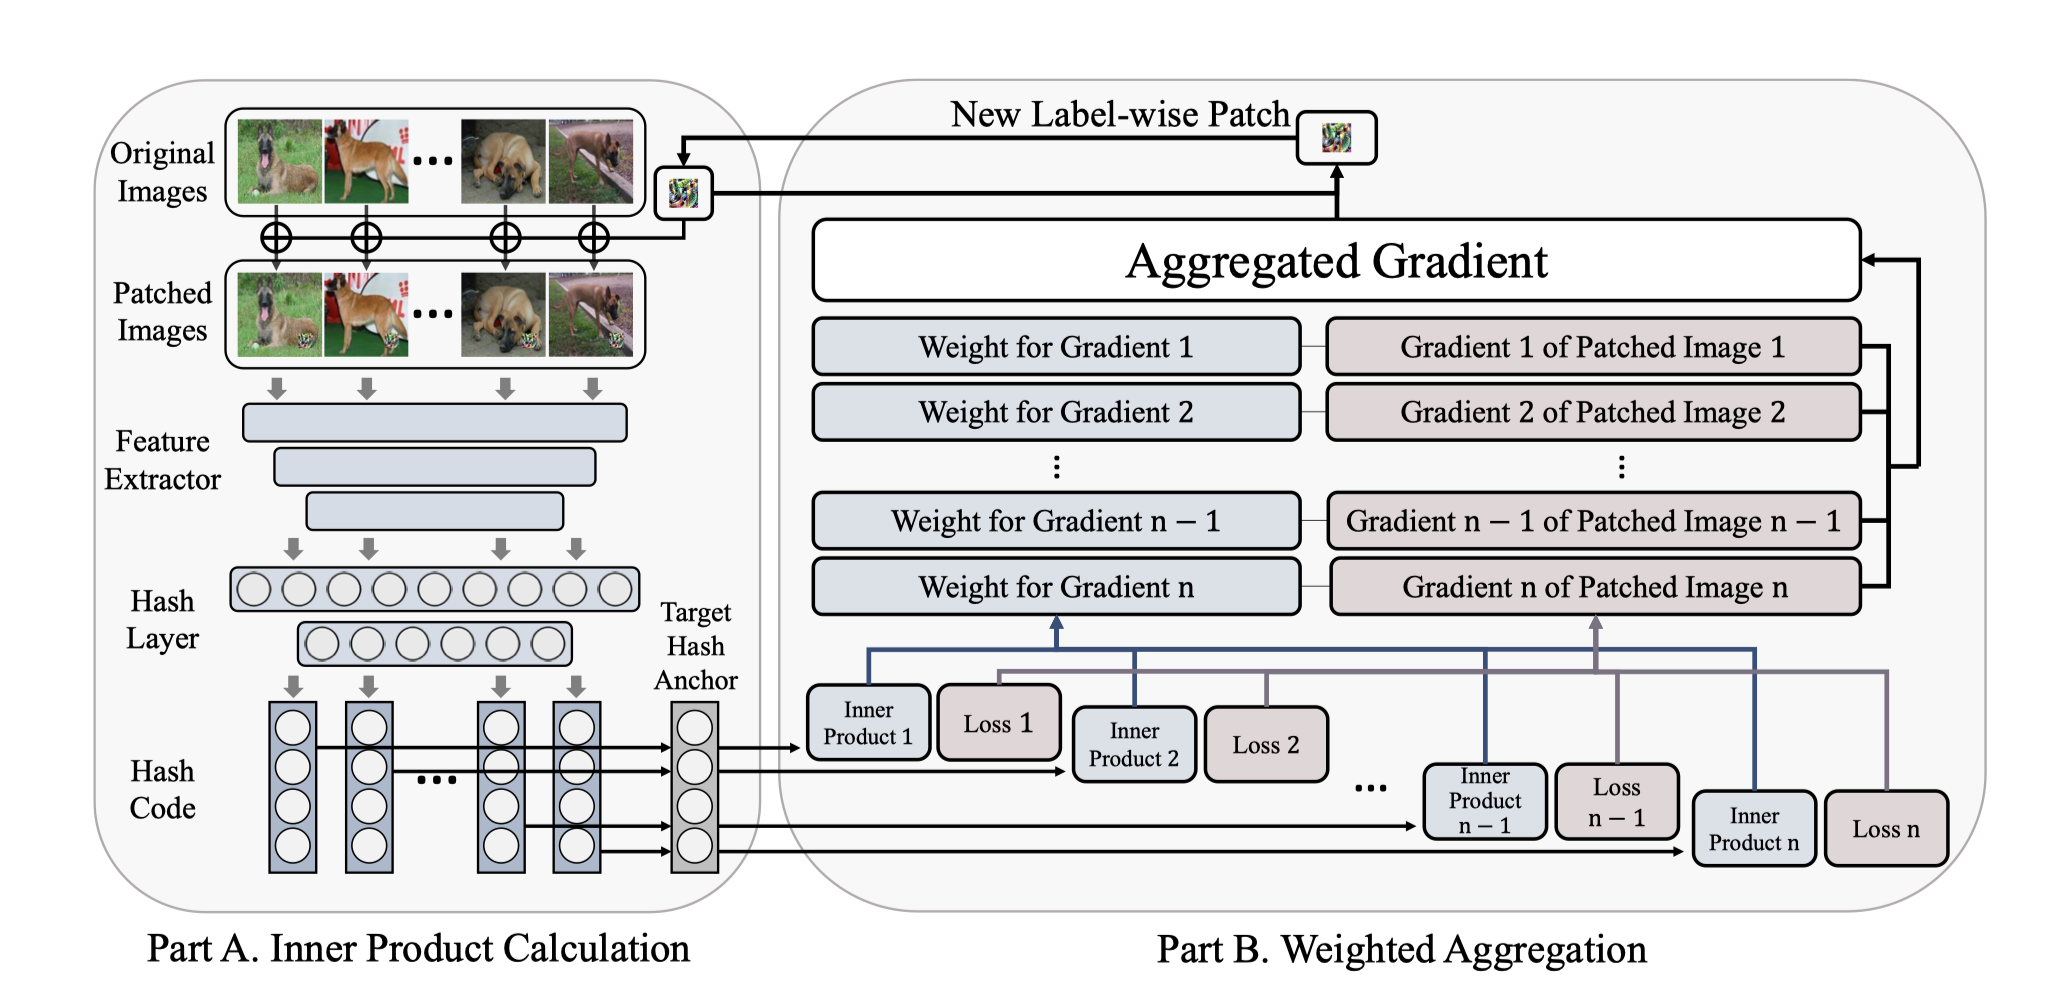 New Label-wise Patch
Original
Images
Patched
Images
Feature
Extractor
Hash
Layer
Target
Hash
Anchor
Hash
Code
Aggregated Gradient
Weight for Gradient 1
Gradient 1 of Patched Image 1
Weight for Gradient 2
Gradient 2 of Patched Image 2
⋮
⋮
Weight for Gradient n − 1
Gradient n − 1 of Patched Image n − 1
Weight for Gradient n
Gradient n of Patched Image n
Inner
Product 1
Loss 1
Inner
Product 2
Loss 2
...
Inner
Product
n − 1
Loss
n − 1
Inner
Product n
Loss n
Part A. Inner Product Calculation
Part B. Weighted Aggregation